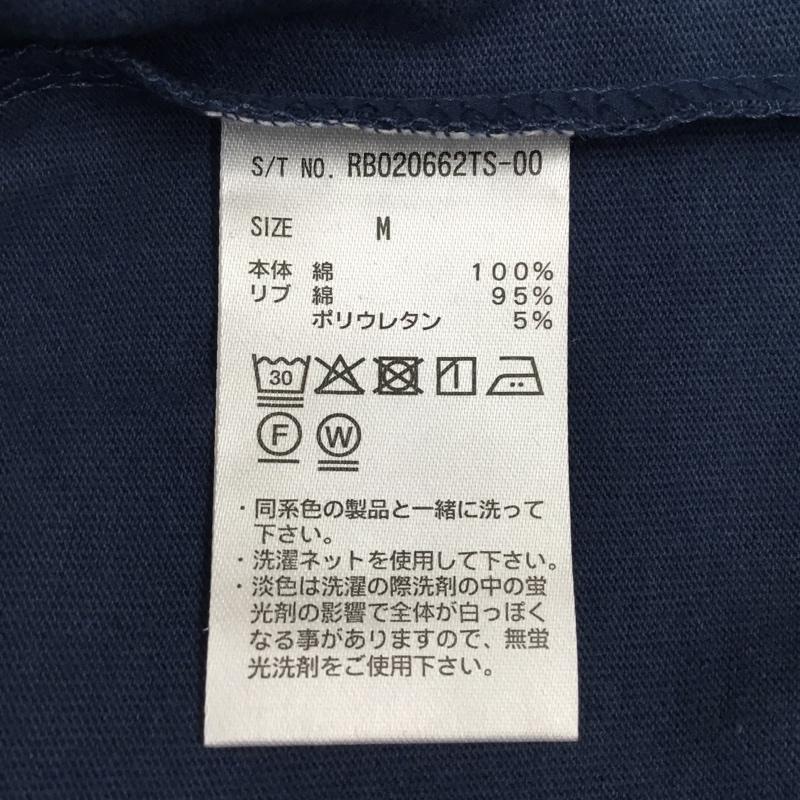 S/T NO. RB020662TS-00
SIZE M
本体 綿 100%
リブ 綿 95%
ポリウレタン 5%
30
F W
・同系色の製品と一緒に洗って
下さい。
・洗濯ネットを使用して下さい。
・淡色は洗濯の際洗剤の中の蛍
光剤の影響で全体が白っぽく
なる事がありますので、無蛍
光洗剤をご使用下さい。